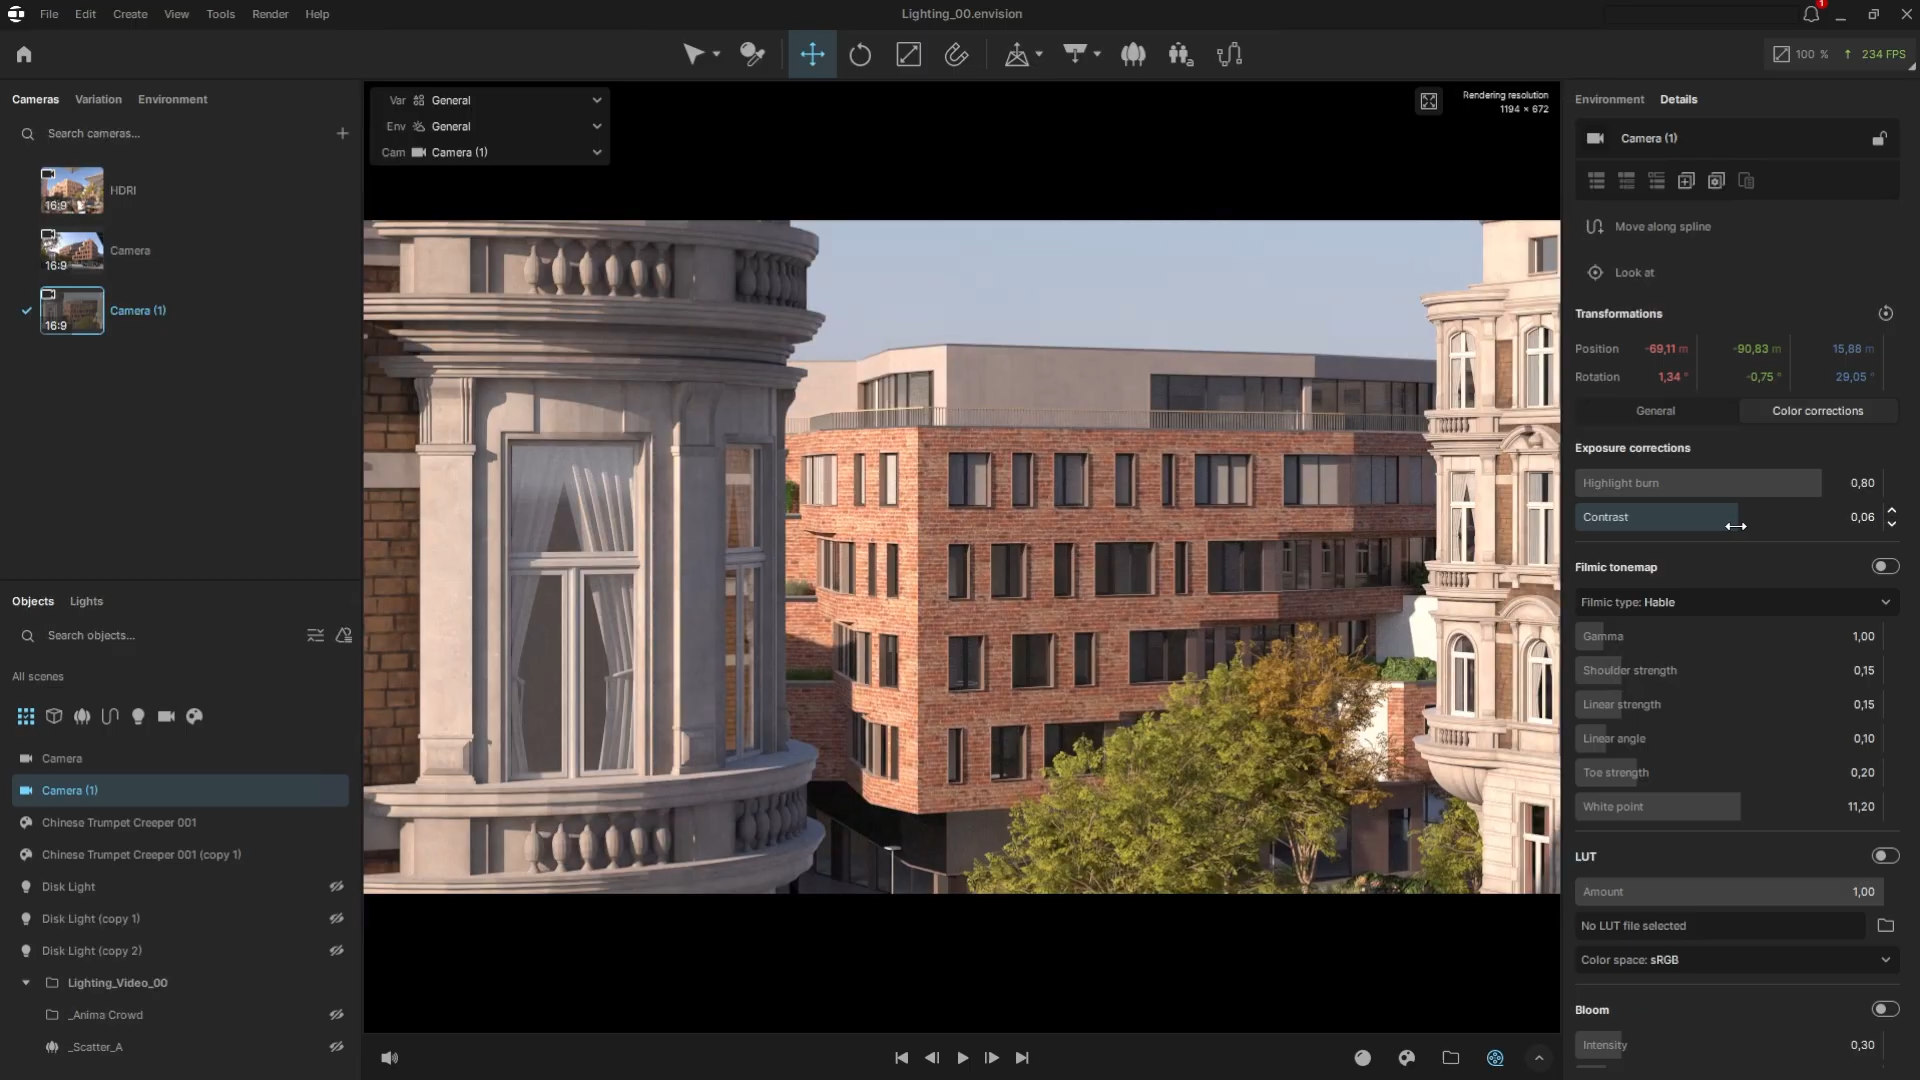 File Edit Create View Tools Render Help
Lighting_00.envision
1
100 % ↑ 234 FPS
Cameras Variation Environment
Search cameras...
16:9 HDRI
16:9 Camera
16:9 Camera (1)
Objects Lights
Search objects...
All scenes
Camera
Camera (1)
Chinese Trumpet Creeper 001
Chinese Trumpet Creeper 001 (copy 1)
Disk Light
Disk Light (copy 1)
Disk Light (copy 2)
Lighting_Video_00
_Anima Crowd
_Scatter_A
Var General
Env General
Cam Camera (1)
Rendering resolution
1194 × 672
Environment Details
Camera (1)
Move along spline
Look at
Transformations
Position -69,11 m -90,83 m 15,88 m
Rotation 1,34 ° -0,75 ° 29,05 °
General Color corrections
Exposure corrections
Highlight burn 0,80
Contrast 0,06
Filmic tonemap
Filmic type: Hable
Gamma 1,00
Shoulder strength 0,15
Linear strength 0,15
Linear angle 0,10
Toe strength 0,20
White point 11,20
LUT
Amount 1,00
No LUT file selected
Color space: sRGB
Bloom
Intensity 0,30